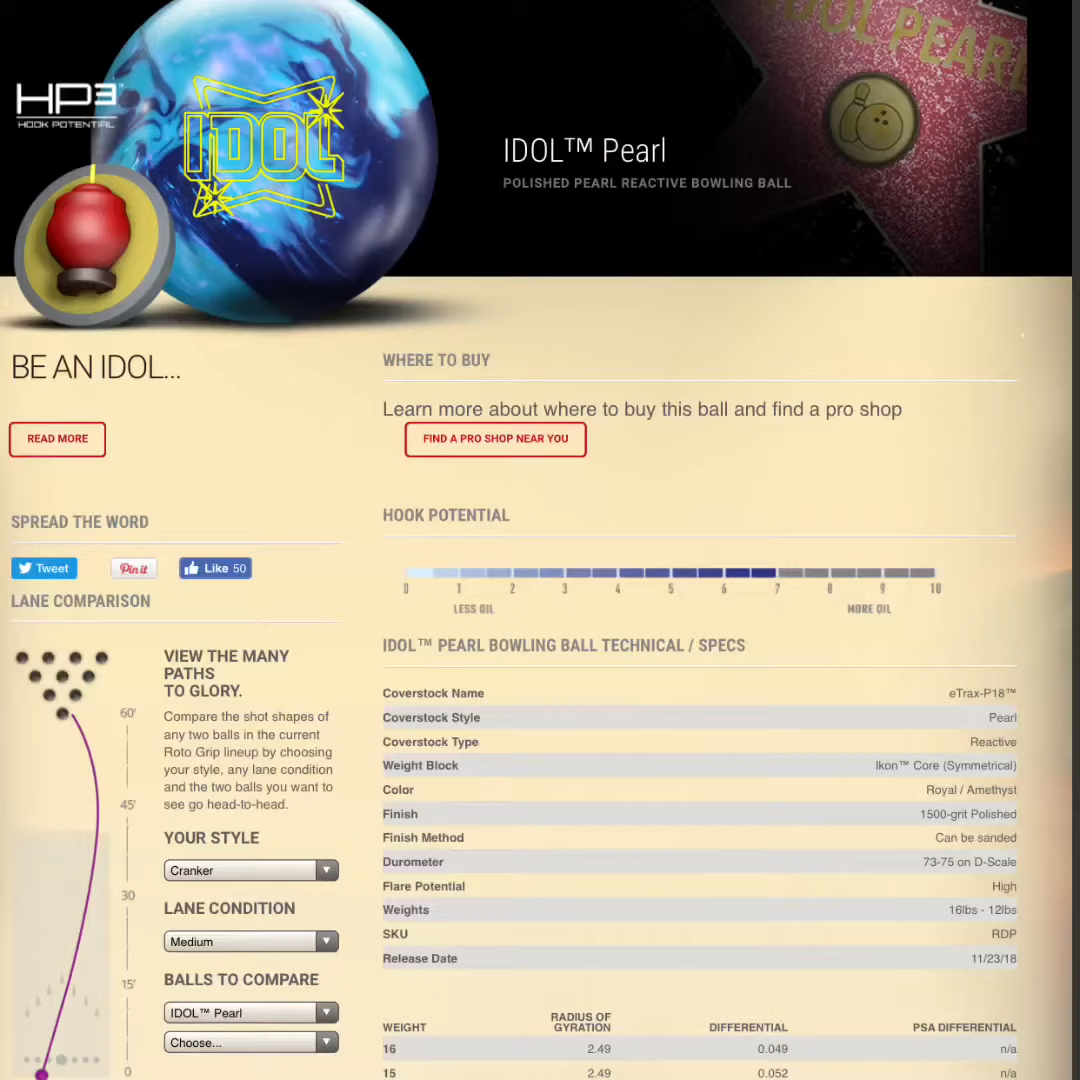 IDOL PEARL
HP3
HOOK POTENTIAL
IDOL
IDOL™ Pearl
POLISHED PEARL REACTIVE BOWLING BALL
BE AN IDOL...
READ MORE
WHERE TO BUY
Learn more about where to buy this ball and find a pro shop
FIND A PRO SHOP NEAR YOU
SPREAD THE WORD
Tweet
Pin it
Like 50
HOOK POTENTIAL
0 1 2 3 4 5 6 7 8 9 10
LESS OIL MORE OIL
LANE COMPARISON
60'
45'
30
15'
0
VIEW THE MANY
PATHS
TO GLORY.
Compare the shot shapes of
any two balls in the current
Roto Grip lineup by choosing
your style, any lane condition
and the two balls you want to
see go head-to-head.
YOUR STYLE
Cranker
LANE CONDITION
Medium
BALLS TO COMPARE
IDOL™ Pearl
Choose...
IDOL™ PEARL BOWLING BALL TECHNICAL / SPECS
Coverstock Name eTrax-P18™
Coverstock Style Pearl
Coverstock Type Reactive
Weight Block Ikon™ Core (Symmetrical)
Color Royal / Amethyst
Finish 1500-grit Polished
Finish Method Can be sanded
Durometer 73-75 on D-Scale
Flare Potential High
Weights 16lbs - 12lbs
SKU RDP
Release Date 11/23/18
WEIGHT RADIUS OF GYRATION DIFFERENTIAL PSA DIFFERENTIAL
16 2.49 0.049 n/a
15 2.49 0.052 n/a